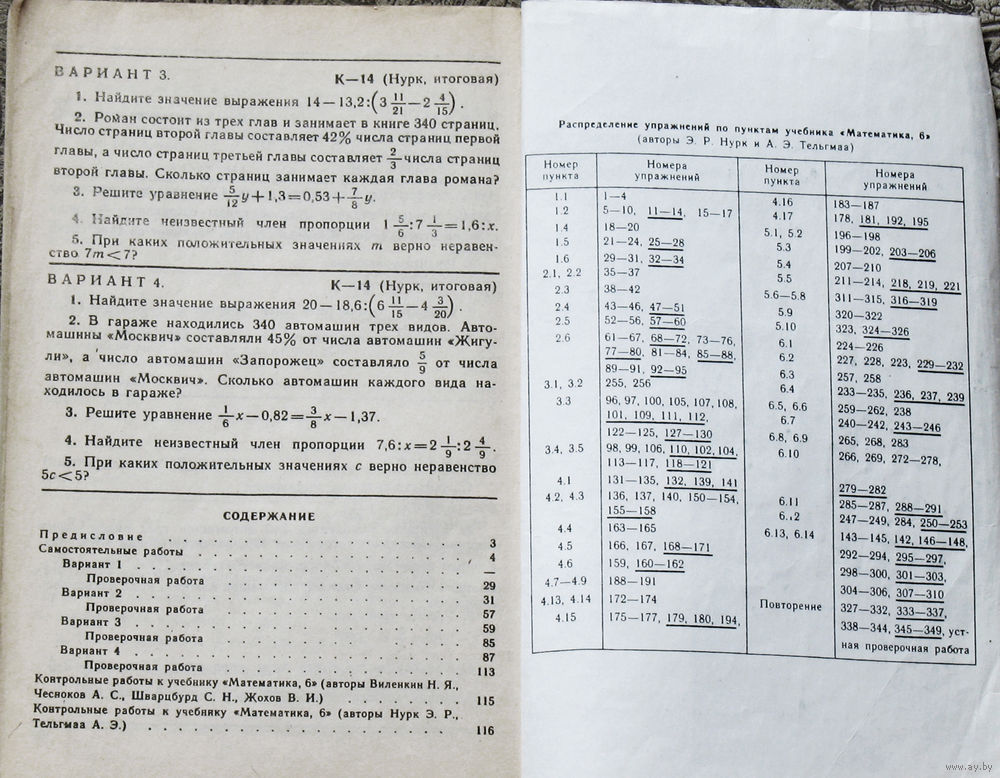 ВАРИАНТ 3. К—14 (Нурк, итоговая)
1. Найдите значение выражения 14—13,2:(3 11/21 — 2 4/15).
2. Роман состоит из трех глав и занимает в книге 340 страниц.
Число страниц второй главы составляет 42% числа страниц первой
главы, а число страниц третьей главы составляет 2/3 числа страниц
второй главы. Сколько страниц занимает каждая глава романа?
3. Решите уравнение 5/12 y + 1,3 = 0,53 + 7/8 y.
4. Найдите неизвестный член пропорции 1 5/6 : 7 1/3 = 1,6 : x.
5. При каких положительных значениях m верно неравен-
ство 7m < 7?
ВАРИАНТ 4. К—14 (Нурк, итоговая)
1. Найдите значение выражения 20—18,6:(6 11/15 — 4 3/20).
2. В гараже находились 340 автомашин трех видов. Авто-
машины «Москвич» составляли 45% от числа автомашин «Жигу-
ли», а число автомашин «Запорожец» составляло 5/9 от числа
автомашин «Москвич». Сколько автомашин каждого вида на-
ходилось в гараже?
3. Решите уравнение 1/6 x — 0,82 = 3/8 x — 1,37.
4. Найдите неизвестный член пропорции 7,6 : x = 2 1/9 : 2 4/9.
5. При каких положительных значениях c верно неравенство
5c < 5?
СОДЕРЖАНИЕ
Предисловие . . . 3
Самостоятельные работы . . . 4
Вариант 1 . . . —
Проверочная работа . . . 29
Вариант 2 . . . 31
Проверочная работа . . . 57
Вариант 3 . . . 59
Проверочная работа . . . 85
Вариант 4 . . . 87
Проверочная работа . . . 113
Контрольные работы к учебнику «Математика, 6» (авторы Виленкин Н. Я.,
Чесноков А. С., Шварцбурд С. Н., Жохов В. И.) . . . 115
Контрольные работы к учебнику «Математика, 6» (авторы Нурк Э. Р.,
Тельгмаа А. Э.) . . . 116
Распределение упражнений по пунктам учебника «Математика, 6»
(авторы Э. Р. Нурк и А. Э. Тельгмаа)
Номер пункта
Номера упражнений
1.1 1—4
1.2 5—10, 11—14, 15—17
1.4 18—20
1.5 21—24, 25—28
1.6 29—31, 32—34
2.1, 2.2 35—37
2.3 38—42
2.4 43—46, 47—51
2.5 52—56, 57—60
2.6 61—67, 68—72, 73—76,
77—80, 81—84, 85—88,
89—91, 92—95
3.1, 3.2 255, 256
3.3 96, 97, 100, 105, 107, 108,
101, 109, 111, 112,
122—125, 127—130
3.4, 3.5 98, 99, 106, 110, 102, 104,
113—117, 118—121
4.1 131—135, 132, 139, 141
4.2, 4.3 136, 137, 140, 150—154,
155—158
4.4 163—165
4.5 166, 167, 168—171
4.6 159, 160—162
4.7—4.9 188—191
4.13, 4.14 172—174
4.15 175—177, 179, 180, 194,
Номер пункта
Номера упражнений
4.16 183—187
4.17 178, 181, 192, 195
5.1, 5.2 196—198
5.3 199—202, 203—206
5.4 207—210
5.5 211—214, 218, 219, 221
5.6—5.8 311—315, 316—319
5.9 320—322
5.10 323, 324—326
6.1 224—226
6.2 227, 228, 223, 229—232
6.3 257, 258
6.4 233—235, 236, 237, 239
6.5, 6.6 259—262, 238
6.7 240—242, 243—246
6.8, 6.9 265, 268, 283
6.10 266, 269, 272—278,
279—282
6.11 285—287, 288—291
6.12 247—249, 284, 250—253
6.13, 6.14 143—145, 142, 146—148,
292—294, 295—297,
298—300, 301—303,
304—306, 307—310
Повторение 327—332, 333—337,
338—344, 345—349, уст-
ная проверочная работа
www.ay.by